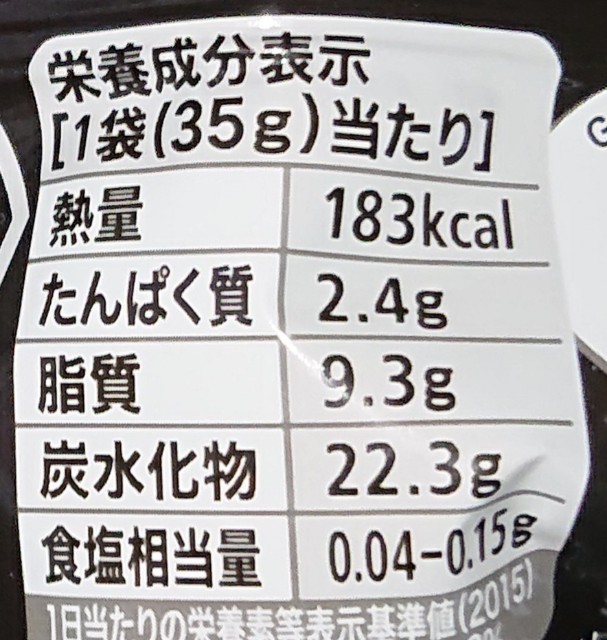 栄養成分表示
[1袋(35g)当たり]
熱量 183kcal
たんぱく質 2.4g
脂質 9.3g
炭水化物 22.3g
食塩相当量 0.04-0.15g
1日当たりの栄養素等表示基準値(2015)